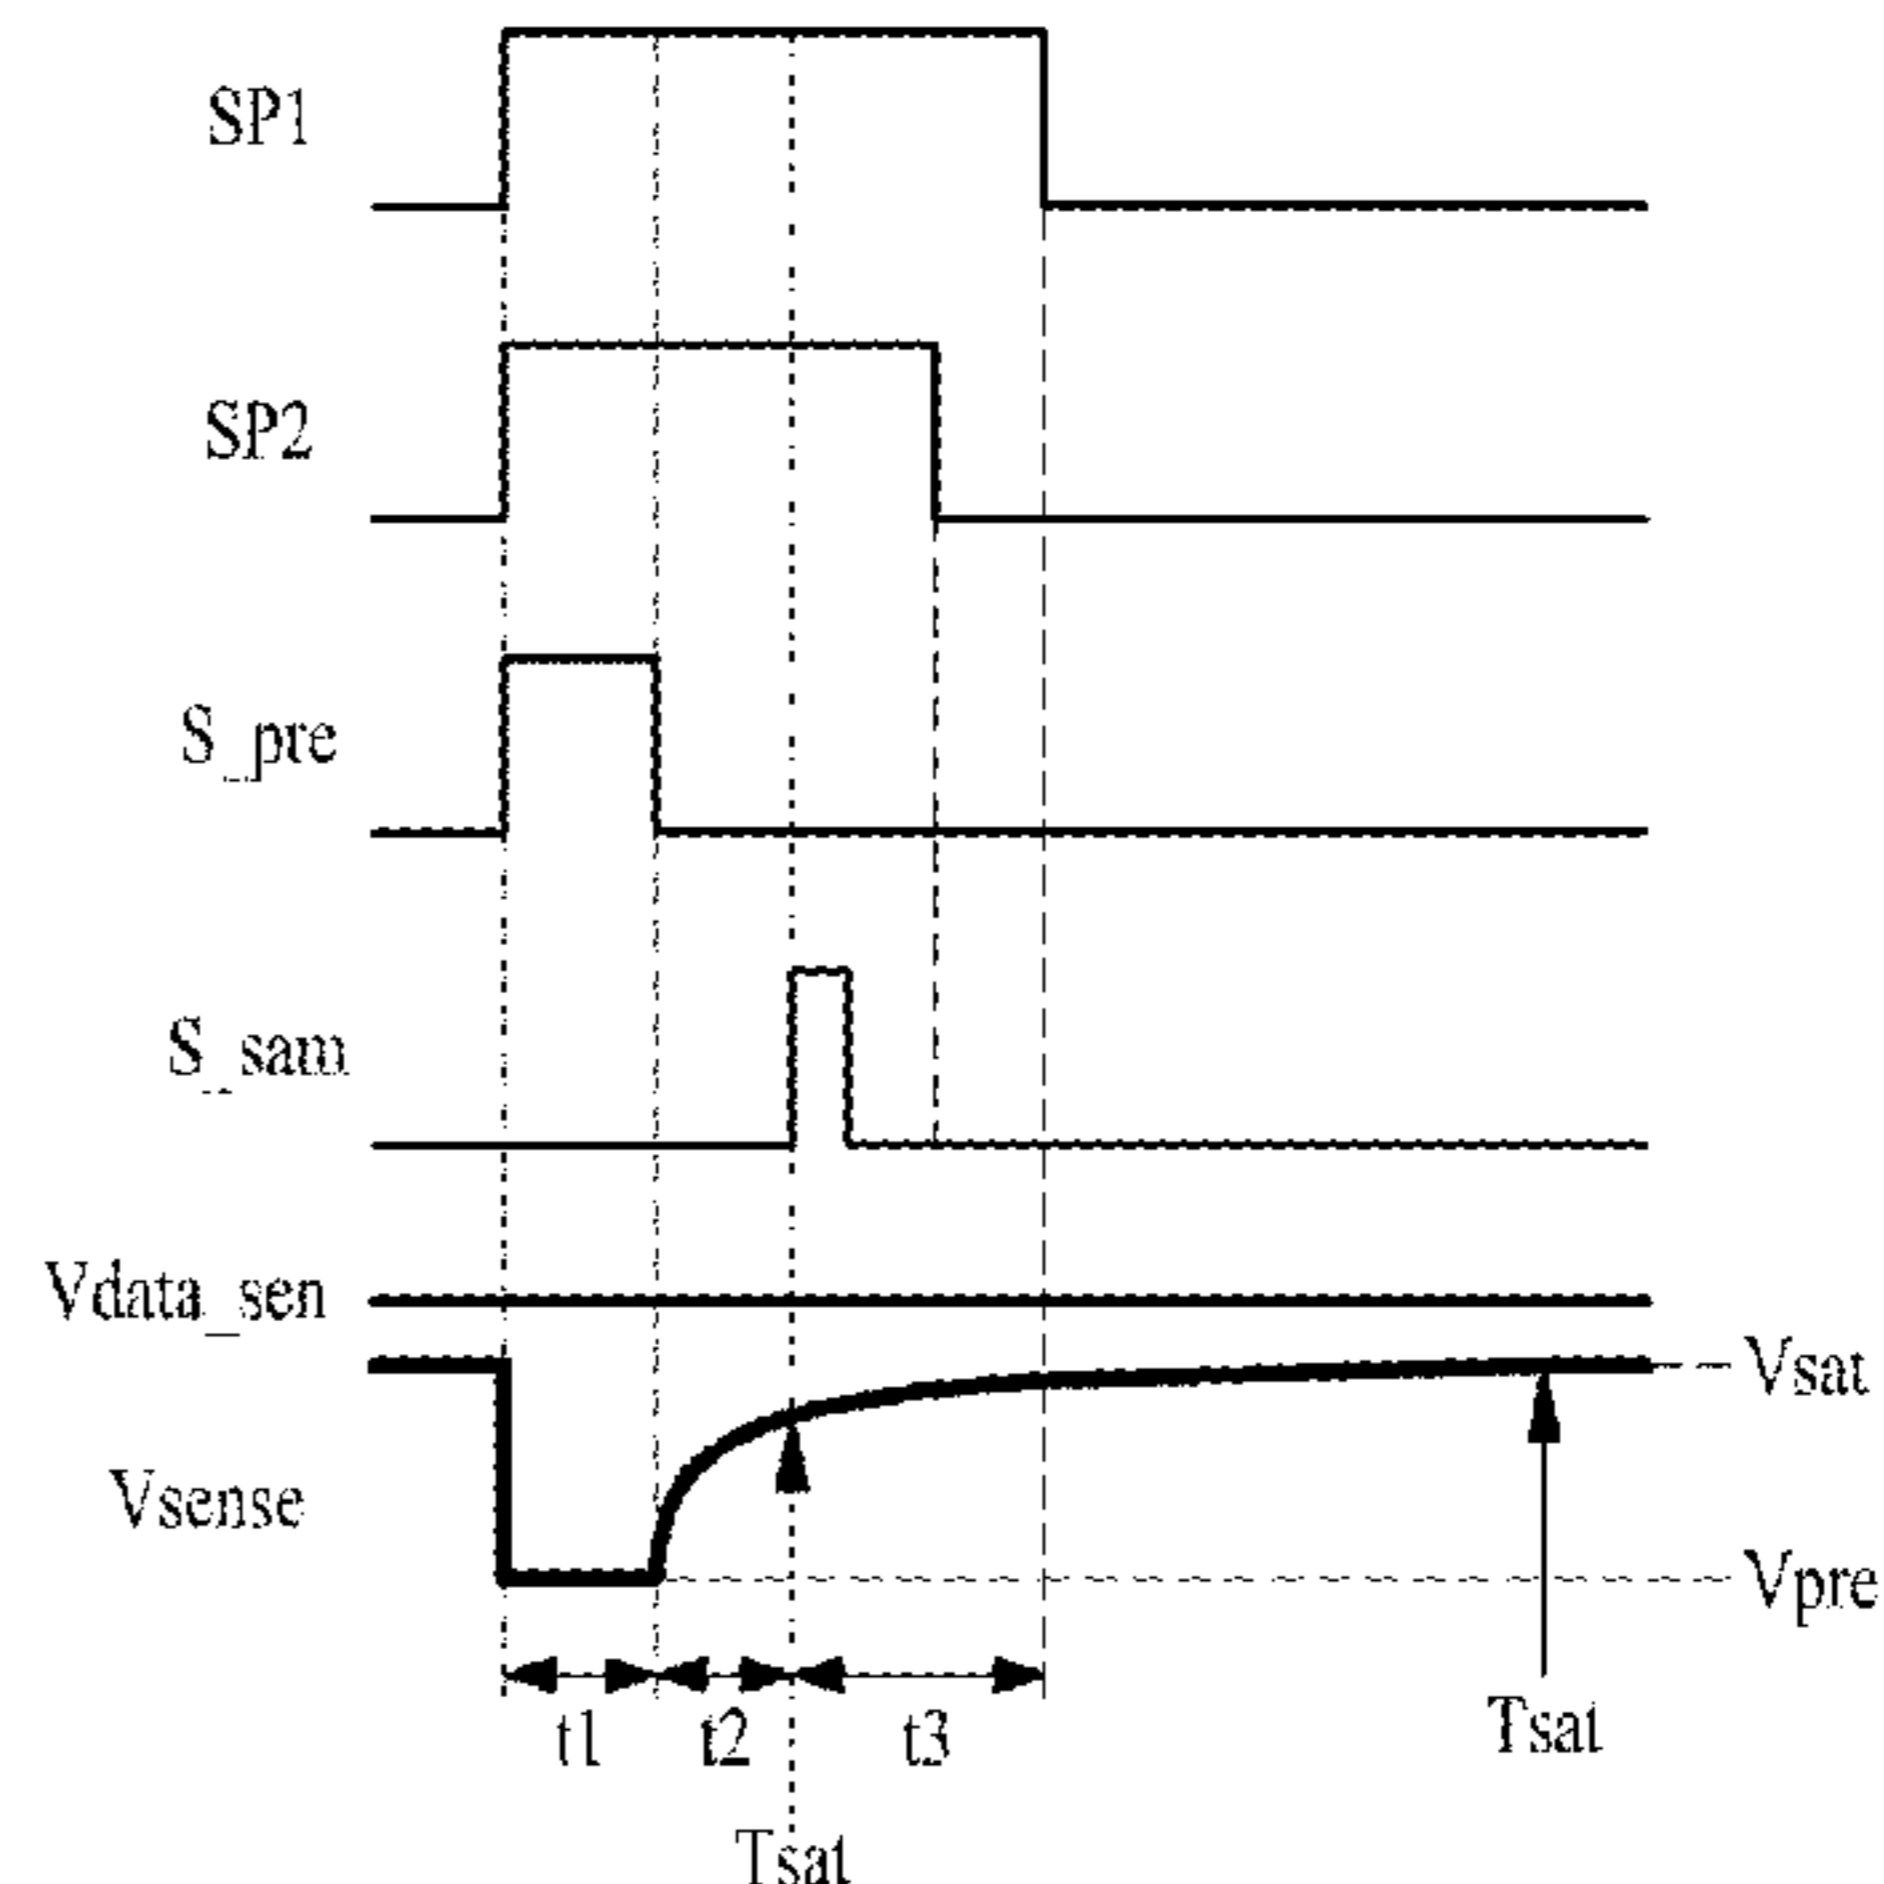 SP1
SP2
S_pre
S_sam
Vdata_sen
Vsat
Vsense
Vpre
t1 t2 t3
Tsat
Tsat